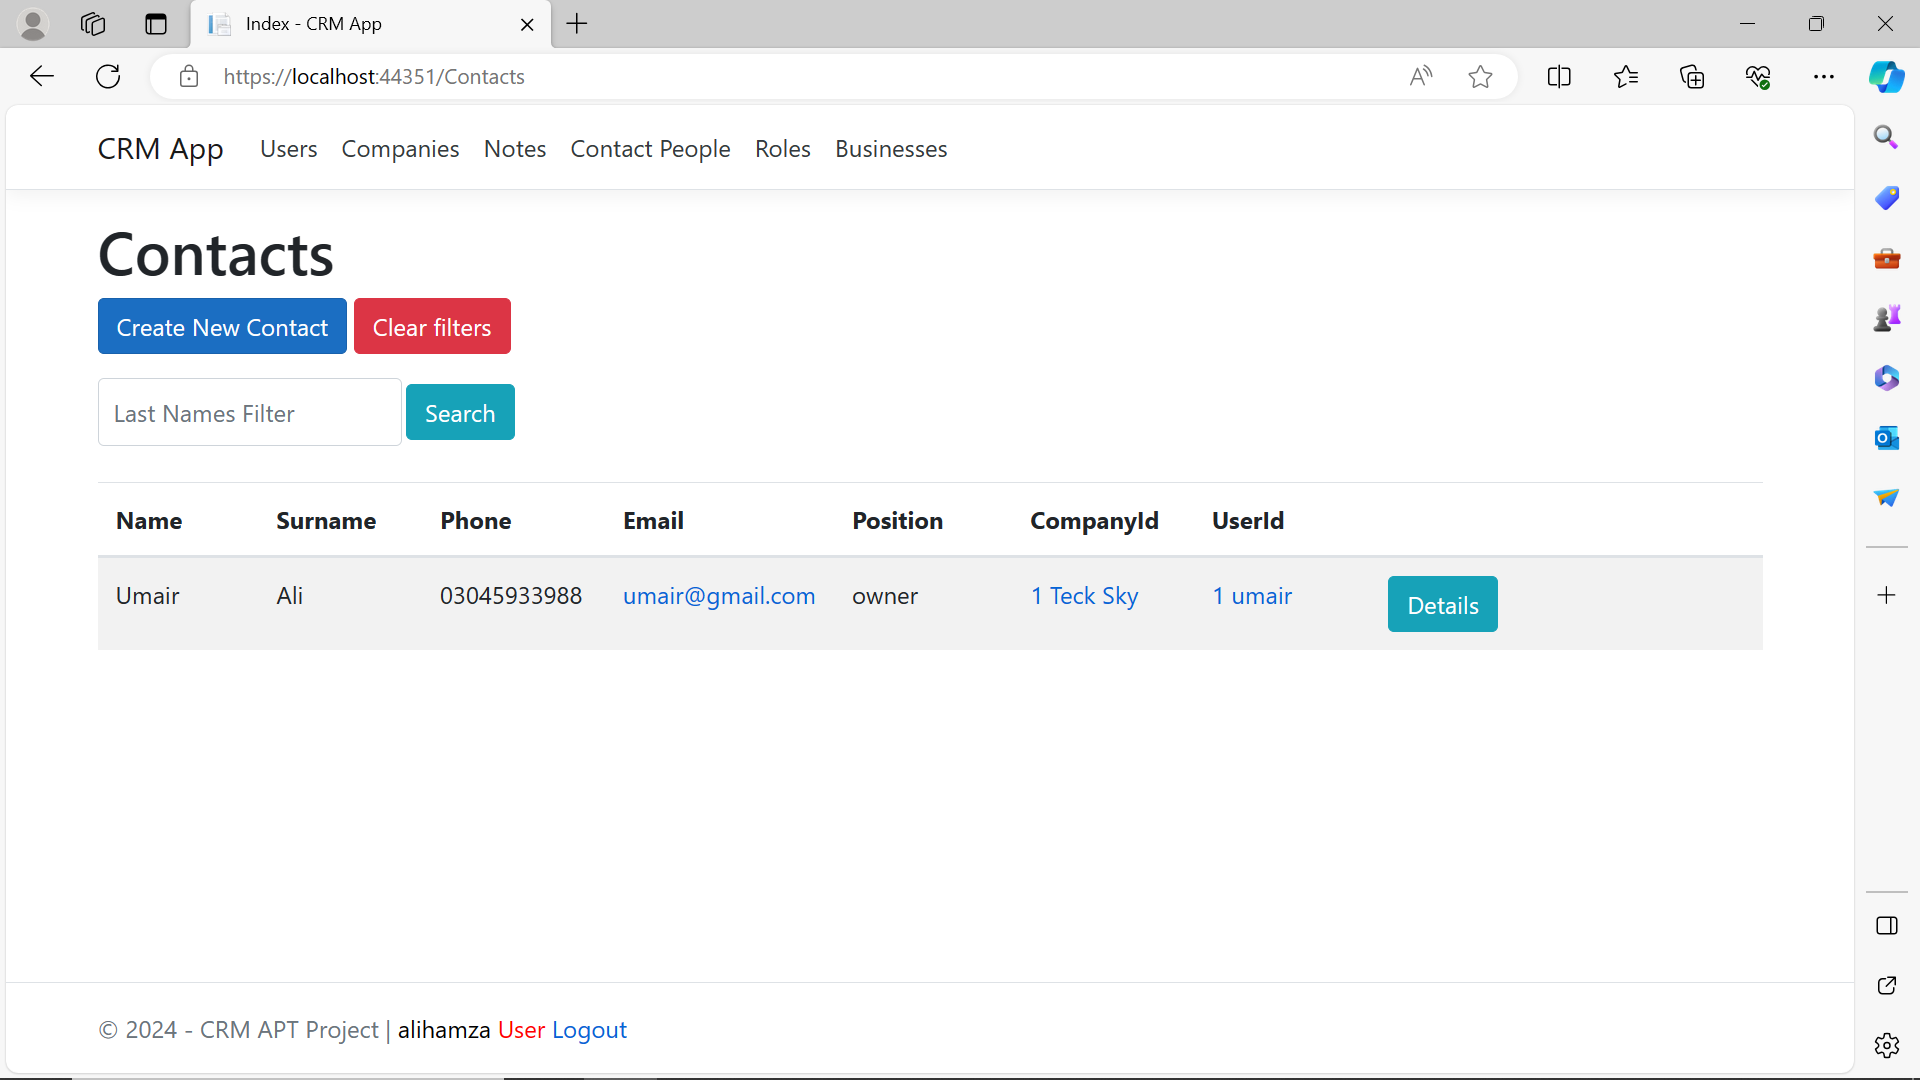 Index - CRM App
https://localhost:44351/Contacts
CRM App Users Companies Notes Contact People Roles Businesses
Contacts
Create New Contact Clear filters
Last Names Filter Search
Name Surname Phone Email Position CompanyId UserId
Umair Ali 03045933988 umair@gmail.com owner 1 Teck Sky 1 umair Details
© 2024 - CRM APT Project | alihamza User Logout